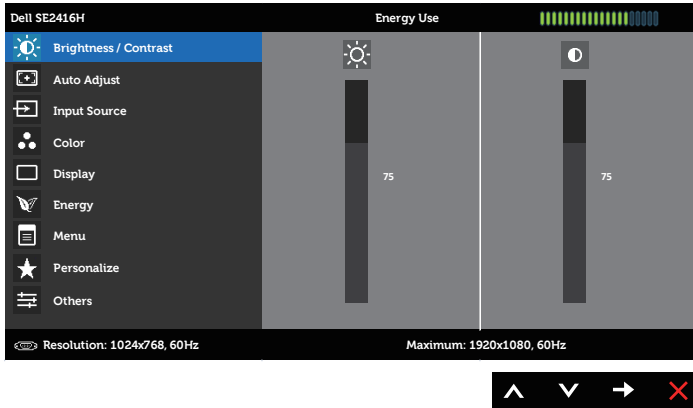 Dell SE2416H Energy Use
Brightness / Contrast
Auto Adjust
Input Source
Color
Display
75 75
Energy
Menu
Personalize
Others
Resolution: 1024x768, 60Hz Maximum: 1920x1080, 60Hz